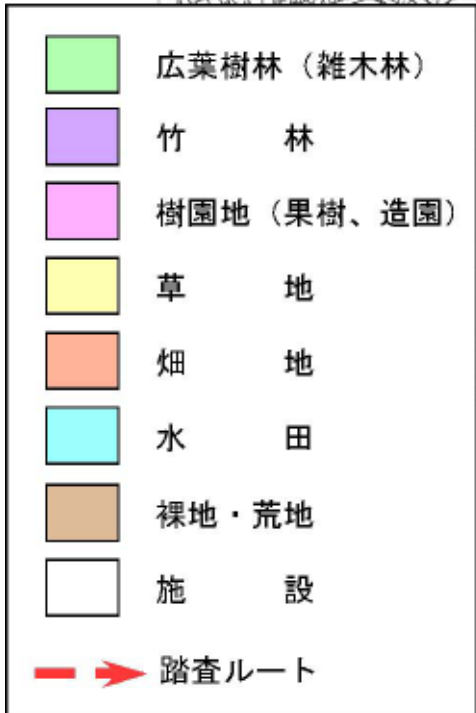 広葉樹林（雑木林）
竹　　　林
樹園地（果樹、造園）
草　　　地
畑　　　地
水　　　田
裸地・荒地
施　　　設
踏査ルート